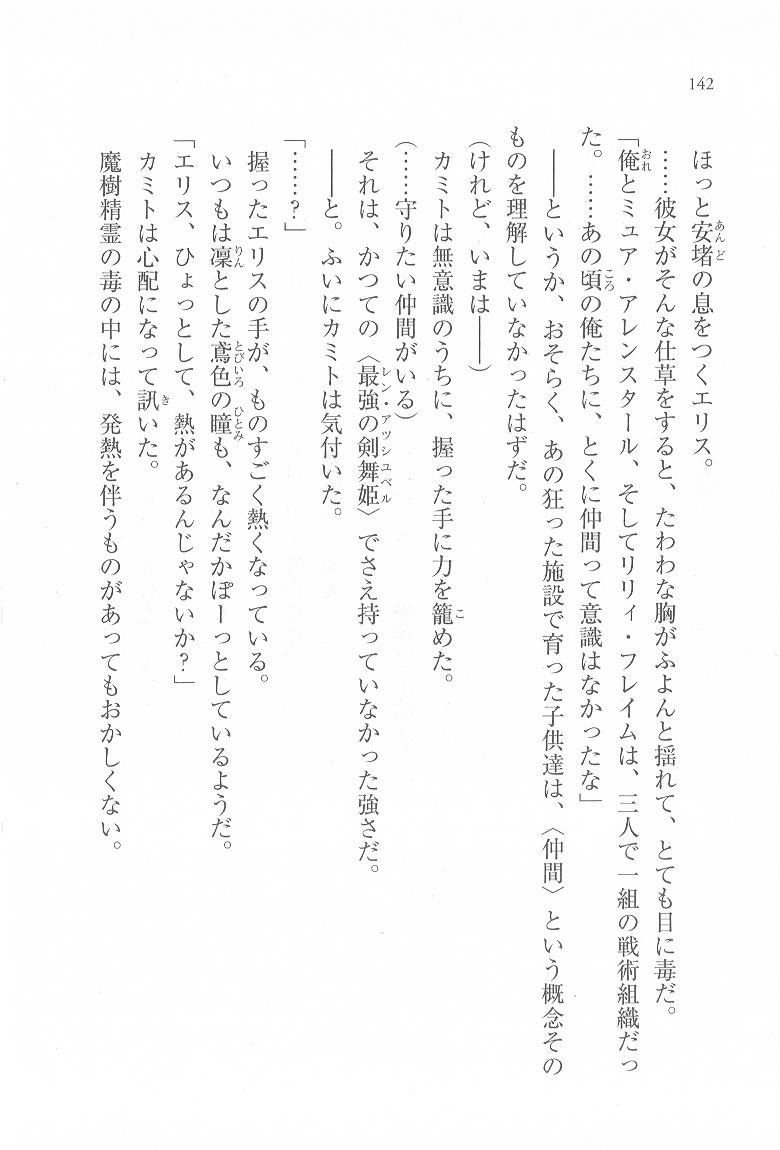 142
ほっと安堵の息をつくエリス。
……彼女がそんな仕草をすると、たわわな胸がふよんと揺れて、とても目に毒だ。
「俺とミュア・アレンスタール、そしてリリィ・フレイムは、三人で一組の戦術組織だっ
た。……あの頃の俺たちに、とくに仲間って意識はなかったな」
――というか、おそらく、あの狂った施設で育った子供達は、〈仲間〉という概念その
ものを理解していなかったはずだ。
(けれど、いまは――)
カミトは無意識のうちに、握った手に力を籠めた。
(……守りたい仲間がいる)
それは、かつての〈最強の剣舞姫〉でさえ持っていなかった強さだ。
――と。ふいにカミトは気付いた。
「……?」
握ったエリスの手が、ものすごく熱くなっている。
いつもは凜とした鳶色の瞳も、なんだかぽーっとしているようだ。
「エリス、ひょっとして、熱があるんじゃないか?」
カミトは心配になって訊いた。
魔樹精霊の毒の中には、発熱を伴うものがあってもおかしくない。